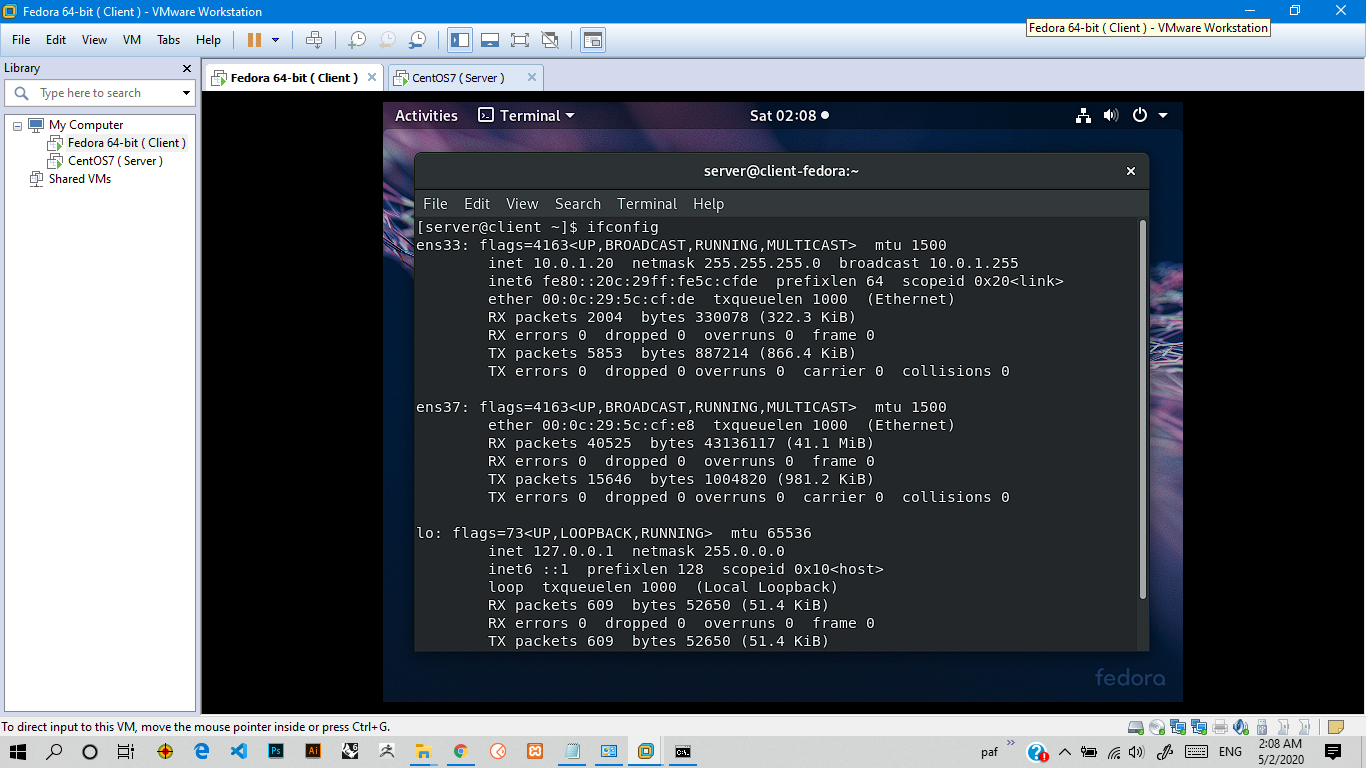 Fedora 64-bit ( Client ) - VMware Workstation
Fedora 64-bit ( Client ) - VMware Workstation
File Edit View VM Tabs Help
Library
Type here to search
My Computer
Fedora 64-bit ( Client )
CentOS7 ( Server )
Shared VMs
Fedora 64-bit ( Client ) CentOS7 ( Server )
Activities Terminal Sat 02:08
server@client-fedora:~
File Edit View Search Terminal Help
[server@client ~]$ ifconfig
ens33: flags=4163<UP,BROADCAST,RUNNING,MULTICAST>  mtu 1500
        inet 10.0.1.20  netmask 255.255.255.0  broadcast 10.0.1.255
        inet6 fe80::20c:29ff:fe5c:cfde  prefixlen 64  scopeid 0x20<link>
        ether 00:0c:29:5c:cf:de  txqueuelen 1000  (Ethernet)
        RX packets 2004  bytes 330078 (322.3 KiB)
        RX errors 0  dropped 0  overruns 0  frame 0
        TX packets 5853  bytes 887214 (866.4 KiB)
        TX errors 0  dropped 0 overruns 0  carrier 0  collisions 0
ens37: flags=4163<UP,BROADCAST,RUNNING,MULTICAST>  mtu 1500
        ether 00:0c:29:5c:cf:e8  txqueuelen 1000  (Ethernet)
        RX packets 40525  bytes 43136117 (41.1 MiB)
        RX errors 0  dropped 0  overruns 0  frame 0
        TX packets 15646  bytes 1004820 (981.2 KiB)
        TX errors 0  dropped 0 overruns 0  carrier 0  collisions 0
lo: flags=73<UP,LOOPBACK,RUNNING>  mtu 65536
        inet 127.0.0.1  netmask 255.0.0.0
        inet6 ::1  prefixlen 128  scopeid 0x10<host>
        loop  txqueuelen 1000  (Local Loopback)
        RX packets 609  bytes 52650 (51.4 KiB)
        RX errors 0  dropped 0  overruns 0  frame 0
        TX packets 609  bytes 52650 (51.4 KiB)
fedora
To direct input to this VM, move the mouse pointer inside or press Ctrl+G.
Ps Ai paf ENG 2:08 AM
5/2/2020